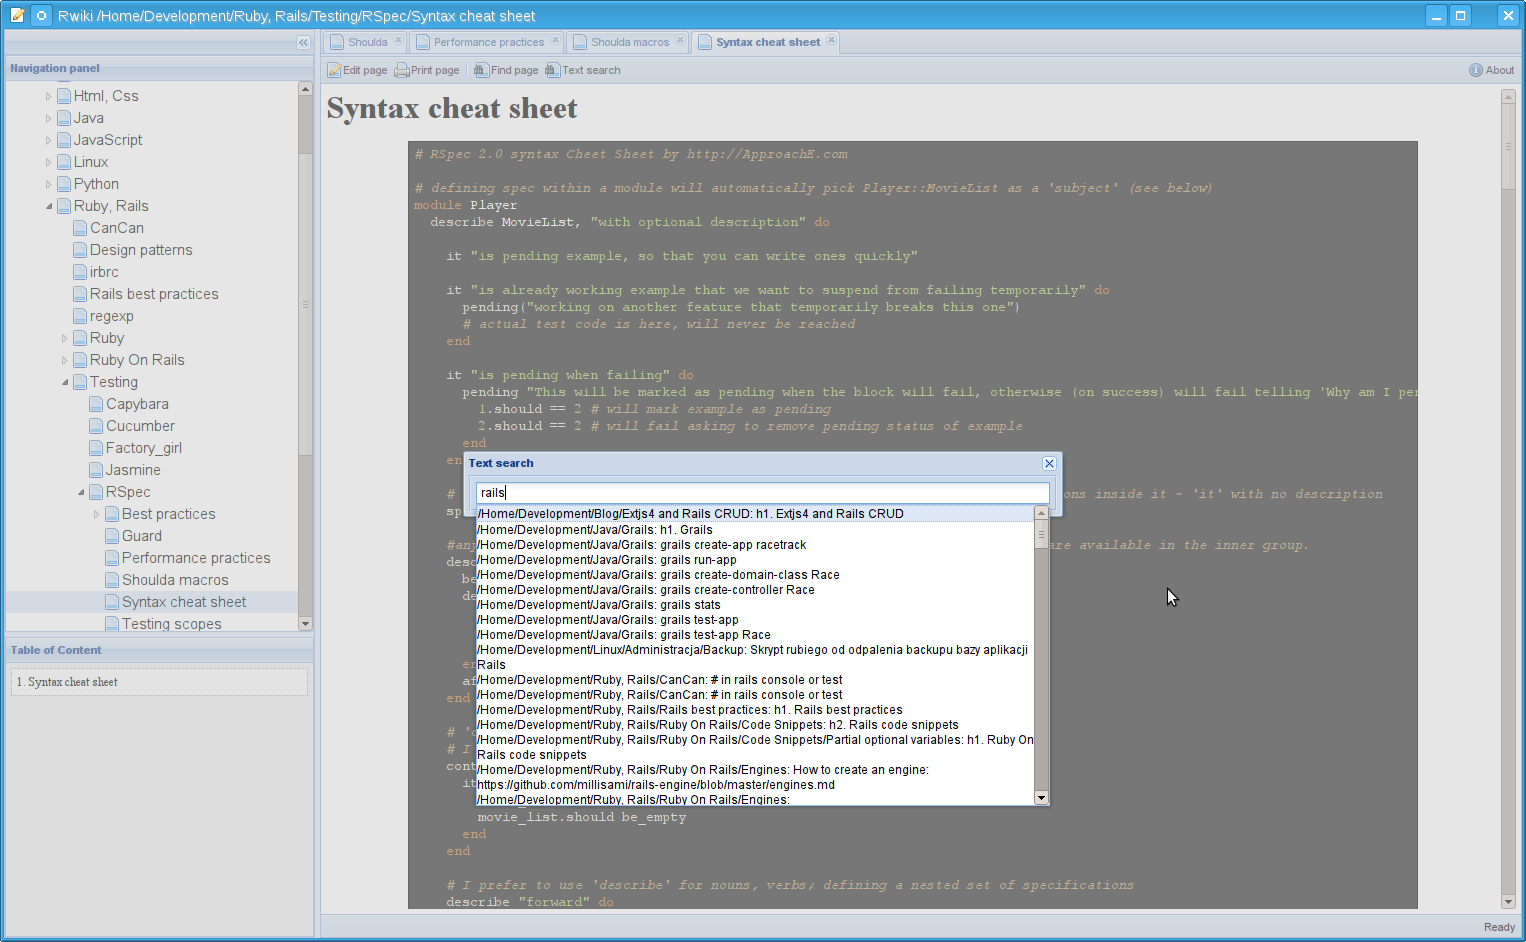 Rwiki /Home/Development/Ruby, Rails/Testing/RSpec/Syntax cheat sheet
Navigation panel
Html, Css
Java
JavaScript
Linux
Python
Ruby, Rails
CanCan
Design patterns
irbrc
Rails best practices
regexp
Ruby
Ruby On Rails
Testing
Capybara
Cucumber
Factory_girl
Jasmine
RSpec
Best practices
Guard
Performance practices
Shoulda macros
Syntax cheat sheet
Testing scopes
Table of Content
1. Syntax cheat sheet
Shoulda
Performance practices
Shoulda macros
Syntax cheat sheet
Edit page
Print page
Find page
Text search
About
Syntax cheat sheet
# RSpec 2.0 syntax Cheet Sheet by http://ApproachE.com
# defining spec within a module will automatically pick Player::MovieList as a 'subject' (see below)
module Player
describe MovieList, "with optional description" do
it "is pending example, so that you can write ones quickly"
it "is already working example that we want to suspend from failing temporarily" do
pending("working on another feature that temporarily breaks this one")
# actual test code is here, will never be reached
end
it "is pending when failing" do
pending "This will be marked as pending when the block will fail, otherwise (on success) will fail telling 'Why am I per
1.should == 2 # will mark example as pending
2.should == 2 # will fail asking to remove pending status of example
end
en
Text search
rails
# ons inside it ~ 'it' with no description
sp
#any are available in the inner group.
desc
be
de
en
af
end
# 'c
# I
cont
it
/Home/Development/Blog/Extjs4 and Rails CRUD: h1. Extjs4 and Rails CRUD
/Home/Development/Java/Grails: h1. Grails
/Home/Development/Java/Grails: grails create-app racetrack
/Home/Development/Java/Grails: grails run-app
/Home/Development/Java/Grails: grails create-domain-class Race
/Home/Development/Java/Grails: grails create-controller Race
/Home/Development/Java/Grails: grails stats
/Home/Development/Java/Grails: grails test-app
/Home/Development/Java/Grails: grails test-app Race
/Home/Development/Linux/Administracja/Backup: Skrypt rubiego od odpalenia backupu bazy aplikacji
Rails
/Home/Development/Ruby, Rails/CanCan: # in rails console or test
/Home/Development/Ruby, Rails/CanCan: # in rails console or test
/Home/Development/Ruby, Rails/Rails best practices: h1. Rails best practices
/Home/Development/Ruby, Rails/Ruby On Rails/Code Snippets: h2. Rails code snippets
/Home/Development/Ruby, Rails/Ruby On Rails/Code Snippets/Partial optional variables: h1. Ruby On
Rails code snippets
/Home/Development/Ruby, Rails/Ruby On Rails/Engines: How to create an engine:
https://github.com/millisami/rails-engine/blob/master/engines.md
/Home/Development/Ruby, Rails/Ruby On Rails/Engines:
movie_list.should be_empty
end
end
# I prefer to use 'describe' for nouns, verbs; defining a nested set of specifications
describe "forward" do
Ready